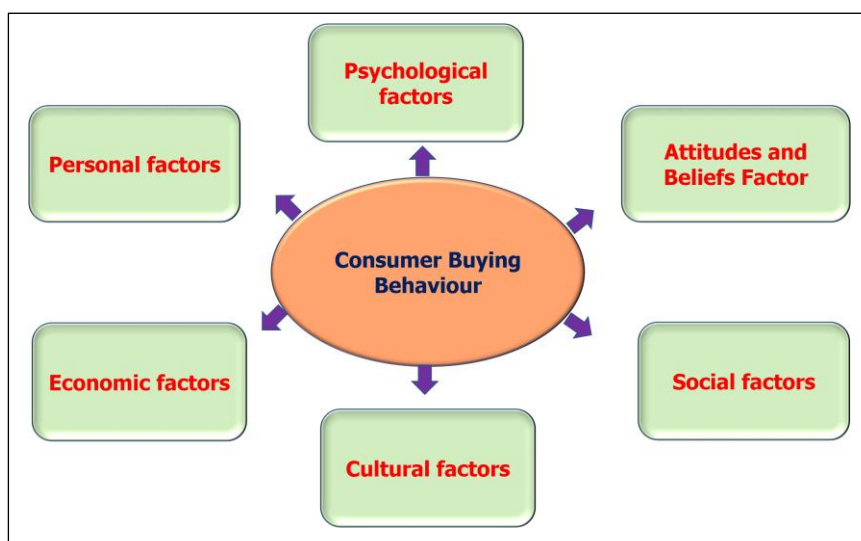 Psychological
factors
Personal factors
Attitudes and
Beliefs Factor
Consumer Buying
Behaviour
Economic factors
Social factors
Cultural factors